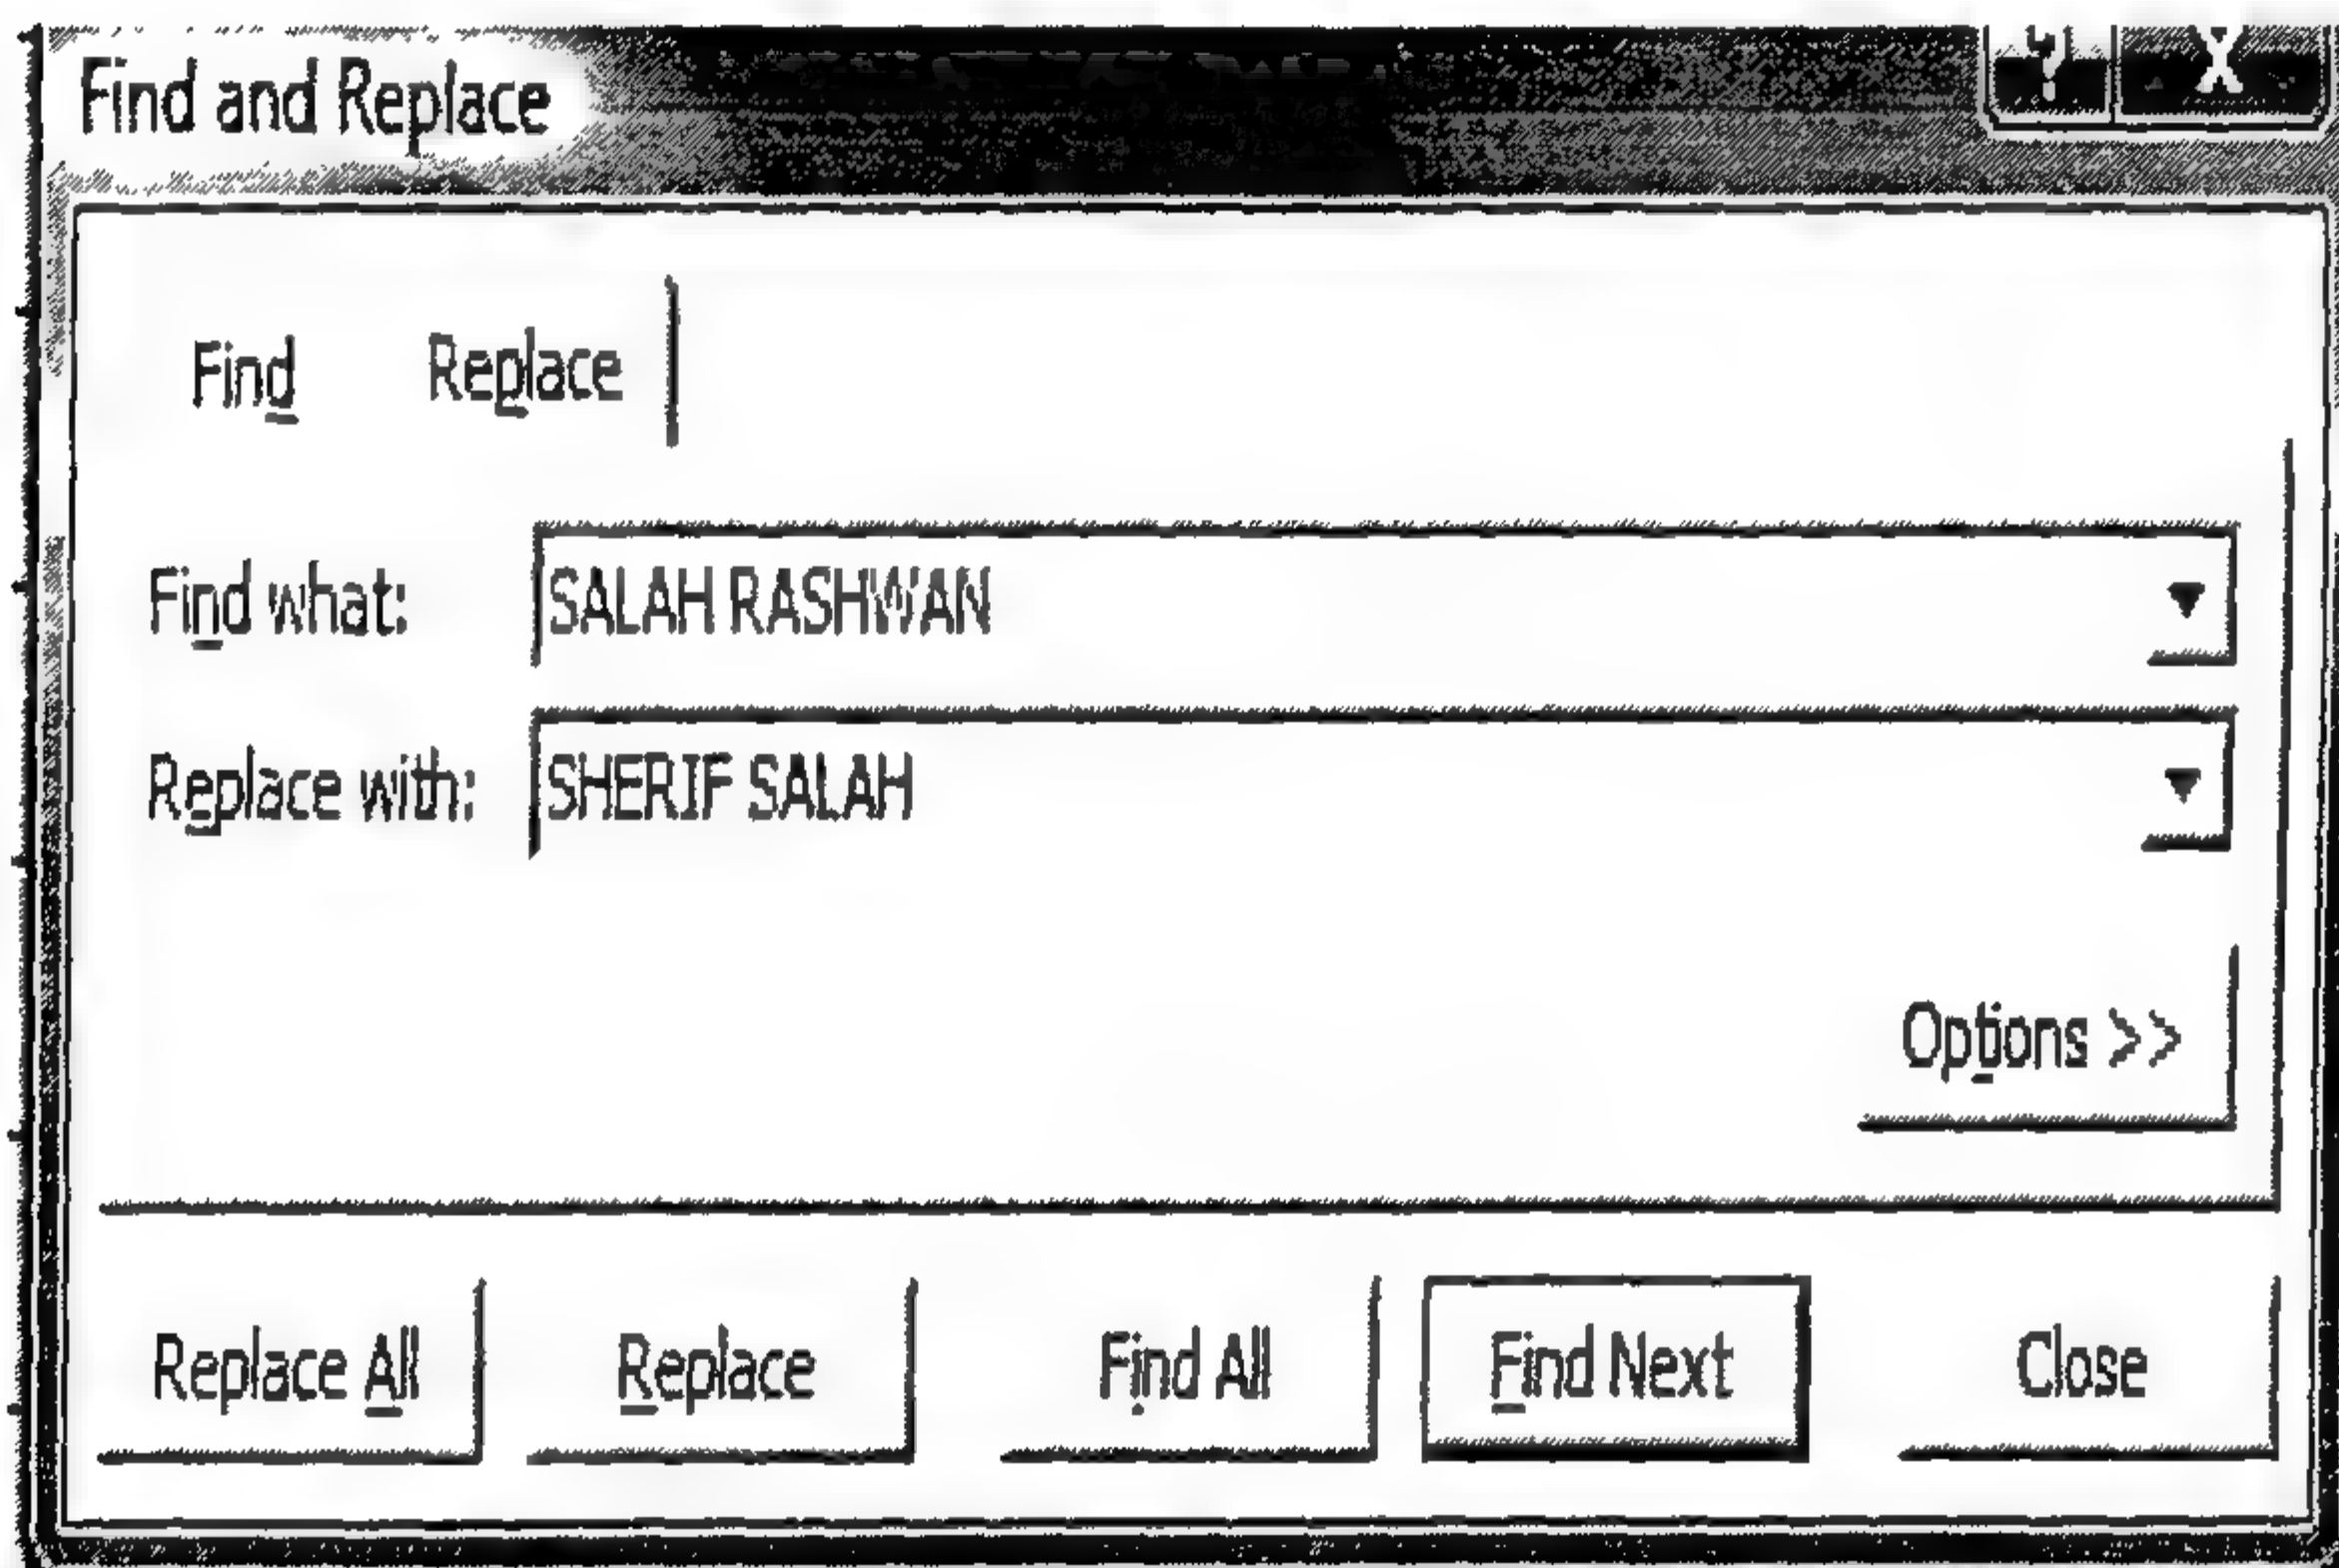 Find and Replace ? X
Find Replace
Find what: SALAH RASHWAN
Replace with: SHERIF SALAH
Options >>
Replace All Replace Find All Find Next Close